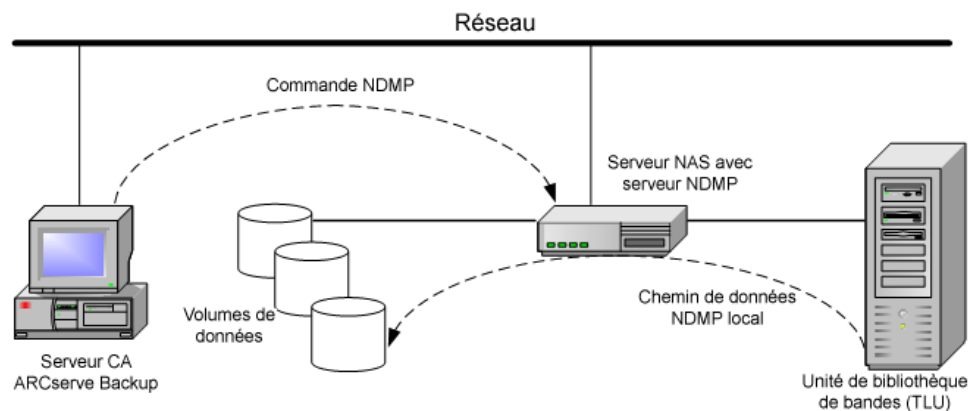 Réseau
Commande NDMP
Serveur NAS avec
serveur NDMP
Volumes de
données
Chemin de données
NDMP local
Serveur CA
ARCserve Backup
Unité de bibliothèque
de bandes (TLU)